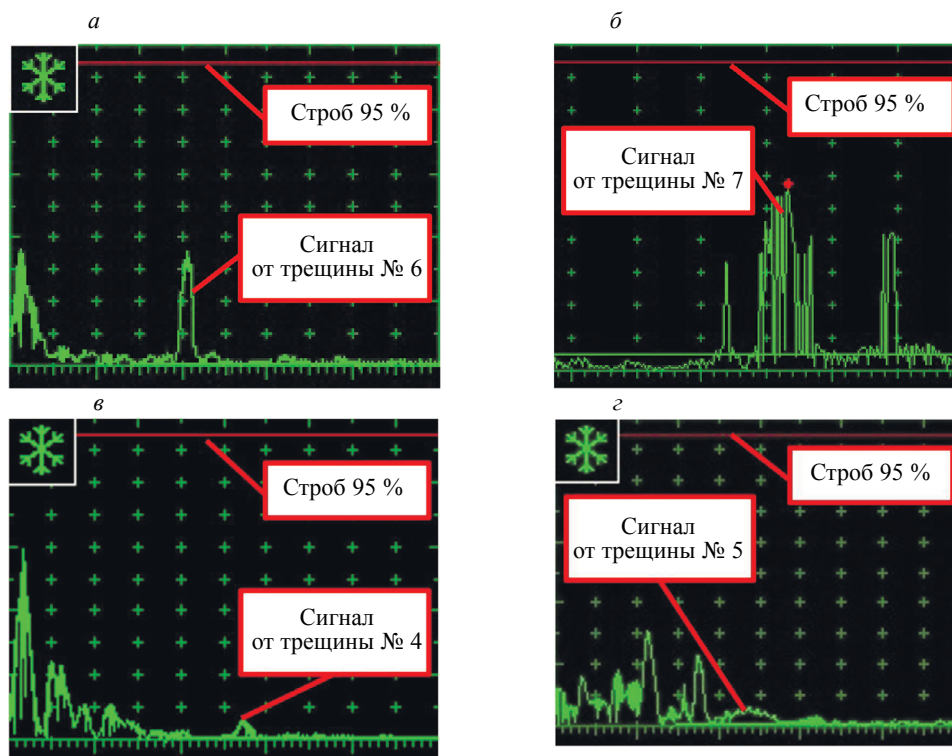 а
Строб 95 %
Сигнал
от трещины № 6
б
Строб 95 %
Сигнал
от трещины № 7
в
Строб 95 %
Сигнал
от трещины № 4
г
Строб 95 %
Сигнал
от трещины № 5